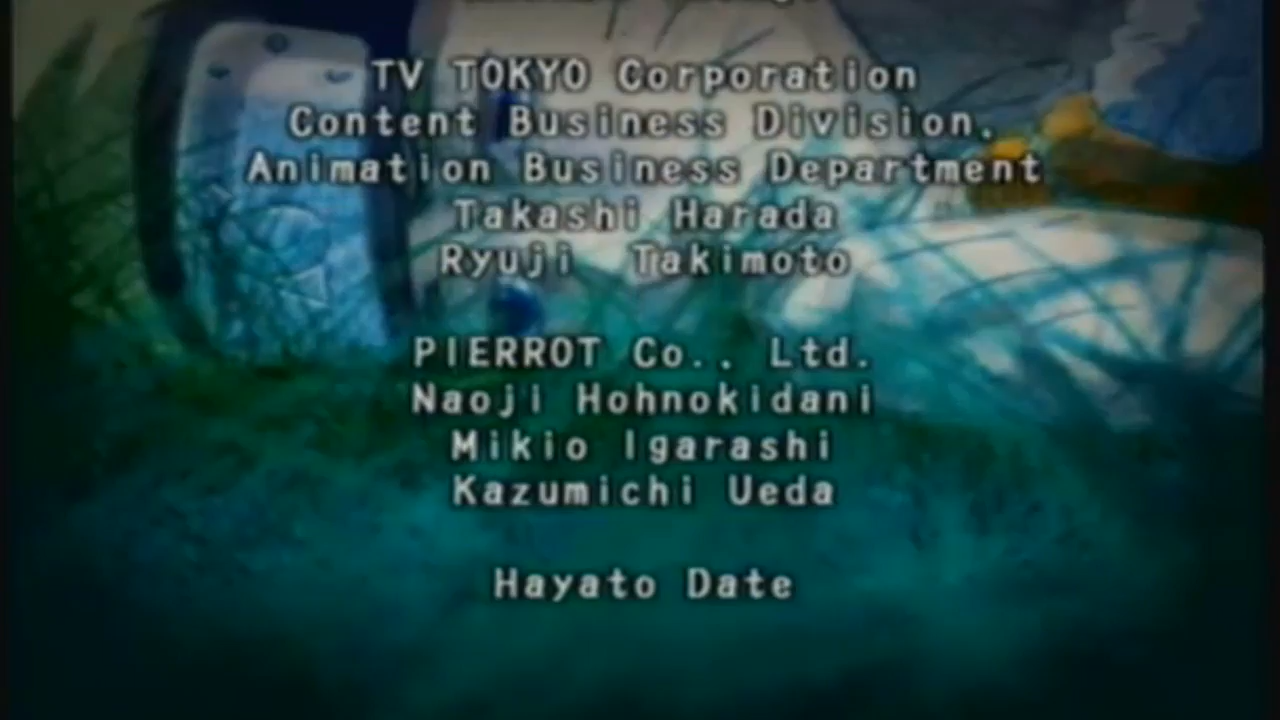 TV TOKYO Corporation
Content Business Division.
Animation Business Department
Takashi Harada
Ryuji Takimoto
PIERROT Co., Ltd.
Naoji Hohnokidani
Mikio Igarashi
Kazumichi Ueda
Hayato Date